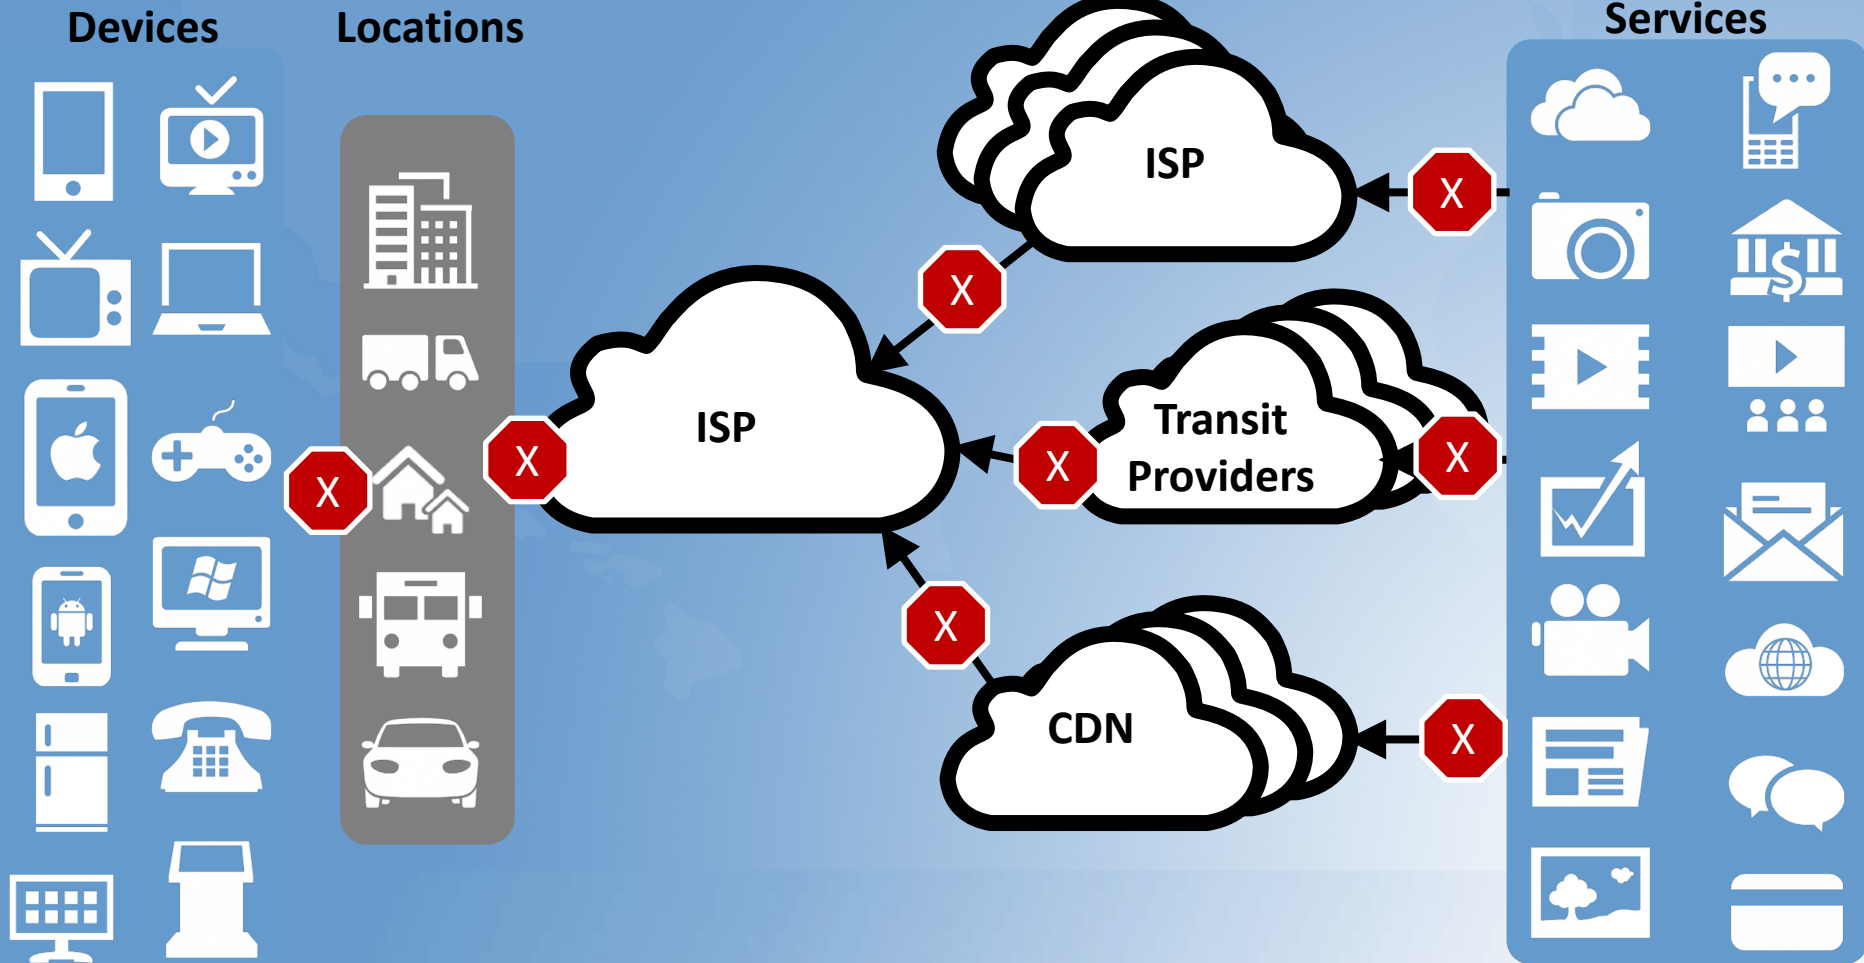 Devices
Locations
Services
ISP
X
X
ISP
X
X
X
Transit
Providers
X
X
X
CDN
X
$